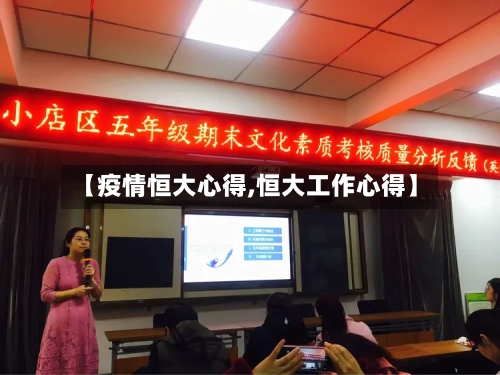 小店区五年级期末文化素质考核质量分析反馈（英
【疫情恒大心得,恒大工作心得】